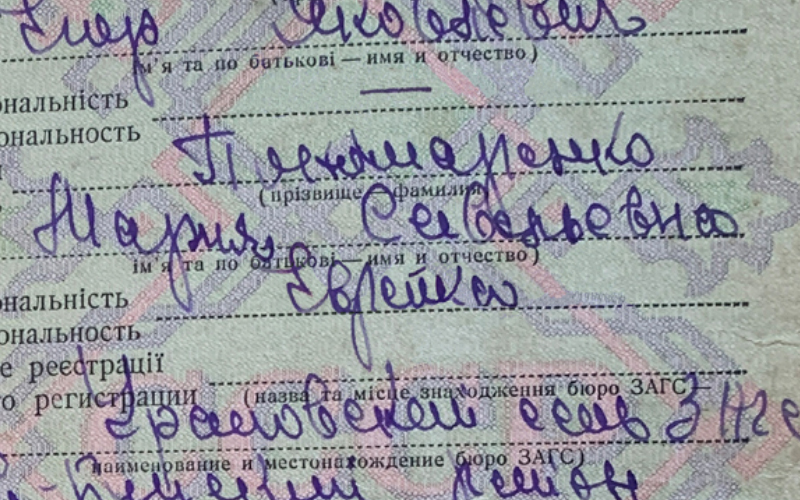 Яковлевич
ім'я та по батькові — имя и отчество)
ональність
ональность
Пономаренко
(прізвище фамилия)
Мария Савельевна
ім'я та по батькові — имя и отчество)
ональність Еврейка
ональность
е реєстрації
о регистрации (назва та місце знаходження бюро ЗАГС)
наименование и местонахождение бюро ЗАГС)